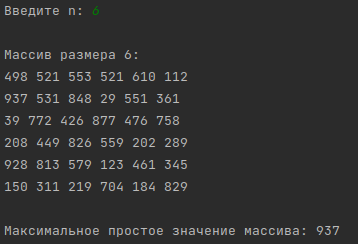 Введите n: 6
Массив размера 6:
498 521 553 521 610 112
937 531 848 29 551 361
39 772 426 877 476 758
208 449 826 559 202 289
928 813 579 123 461 345
150 311 219 704 184 829
Максимальное простое значение массива: 937